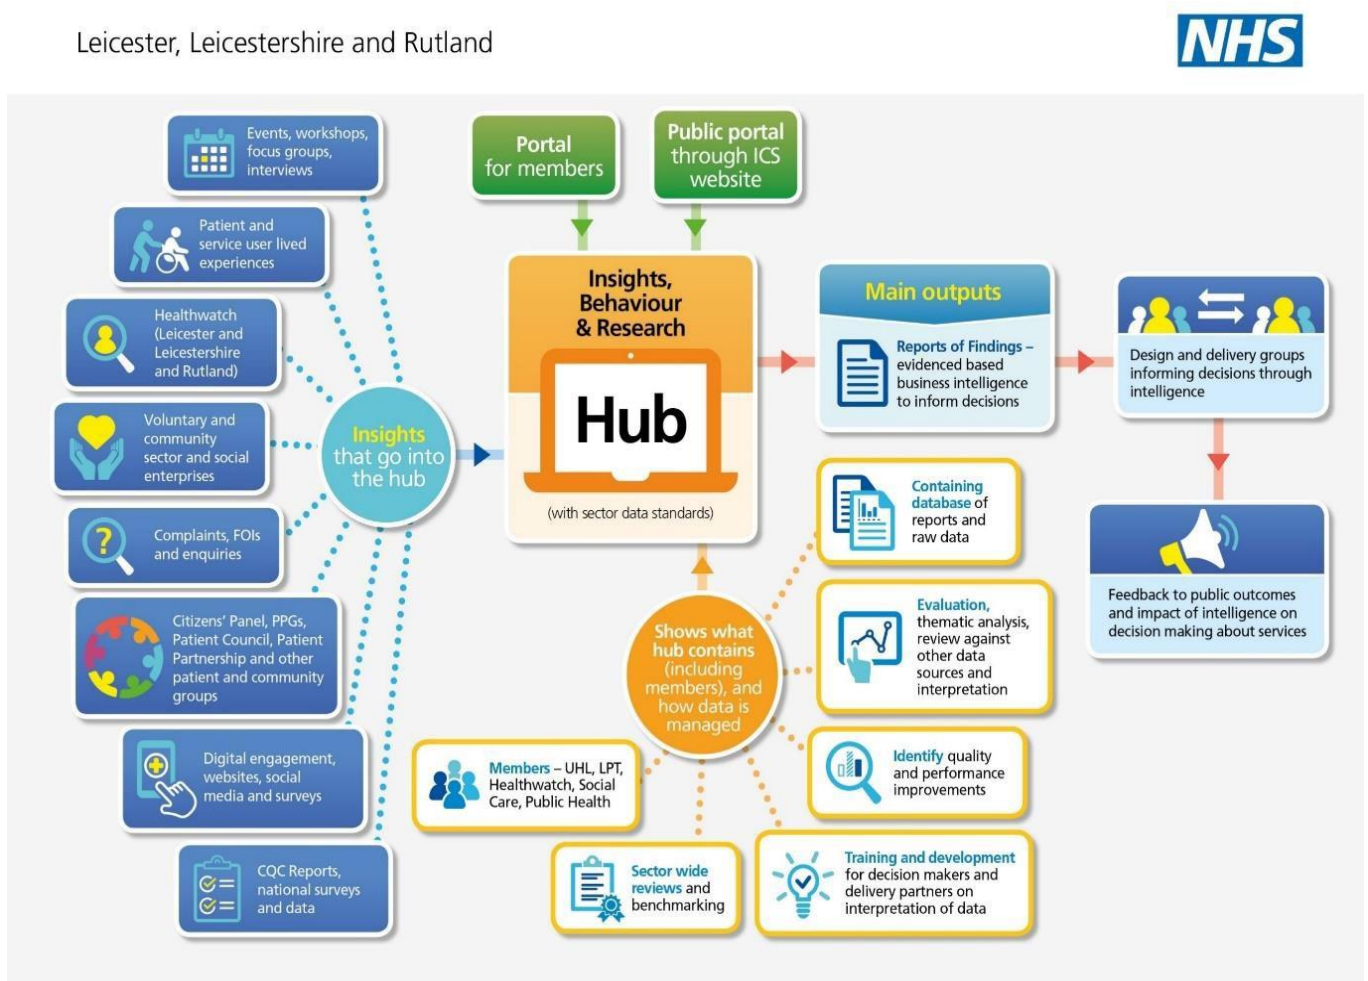 Leicester, Leicestershire and Rutland
NHS
Events, workshops,
focus groups,
interviews
Patient and
service user lived
experiences
Healthwatch
(Leicester and
Leicestershire
and Rutland)
Voluntary and
community
sector and social
enterprises
Complaints, FOIs
and enquiries
Citizens' Panel, PPGs,
Patient Council, Patient
Partnership and other
patient and community
groups
Digital engagement,
websites, social
media and surveys
CQC Reports,
national surveys
and data
Insights
that go into
the hub
Portal
for members
Public portal
through ICS
website
Insights,
Behaviour
& Research
Hub
(with sector data standards)
Main outputs
Reports of Findings –
evidenced based
business intelligence
to inform decisions
Design and delivery groups
informing decisions through
intelligence
Feedback to public outcomes
and impact of intelligence on
decision making about services
Shows what
hub contains
(including
members), and
how data is
managed
Containing
database of
reports and
raw data
Evaluation,
thematic analysis,
review against
other data
sources and
interpretation
Identify quality
and performance
improvements
Training and development
for decision makers and
delivery partners on
interpretation of data
Sector wide
reviews and
benchmarking
Members – UHL, LPT,
Healthwatch, Social
Care, Public Health